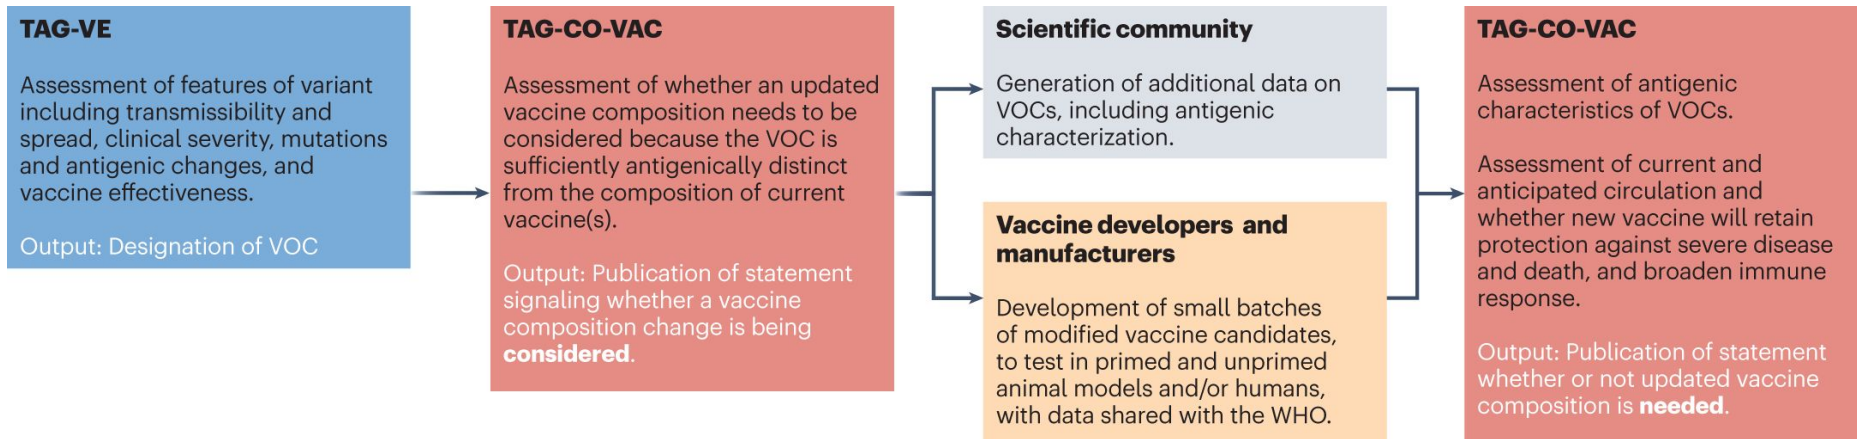 TAG-VE
Assessment of features of variant
including transmissibility and
spread, clinical severity, mutations
and antigenic changes, and
vaccine effectiveness.
Output: Designation of VOC
TAG-CO-VAC
Assessment of whether an updated
vaccine composition needs to be
considered because the VOC is
sufficiently antigenically distinct
from the composition of current
vaccine(s).
Output: Publication of statement
signaling whether a vaccine
composition change is being
considered.
Scientific community
Generation of additional data on
VOCs, including antigenic
characterization.
Vaccine developers and
manufacturers
Development of small batches
of modified vaccine candidates,
to test in primed and unprimed
animal models and/or humans,
with data shared with the WHO.
TAG-CO-VAC
Assessment of antigenic
characteristics of VOCs.
Assessment of current and
anticipated circulation and
whether new vaccine will retain
protection against severe disease
and death, and broaden immune
response.
Output: Publication of statement
whether or not updated vaccine
composition is needed.